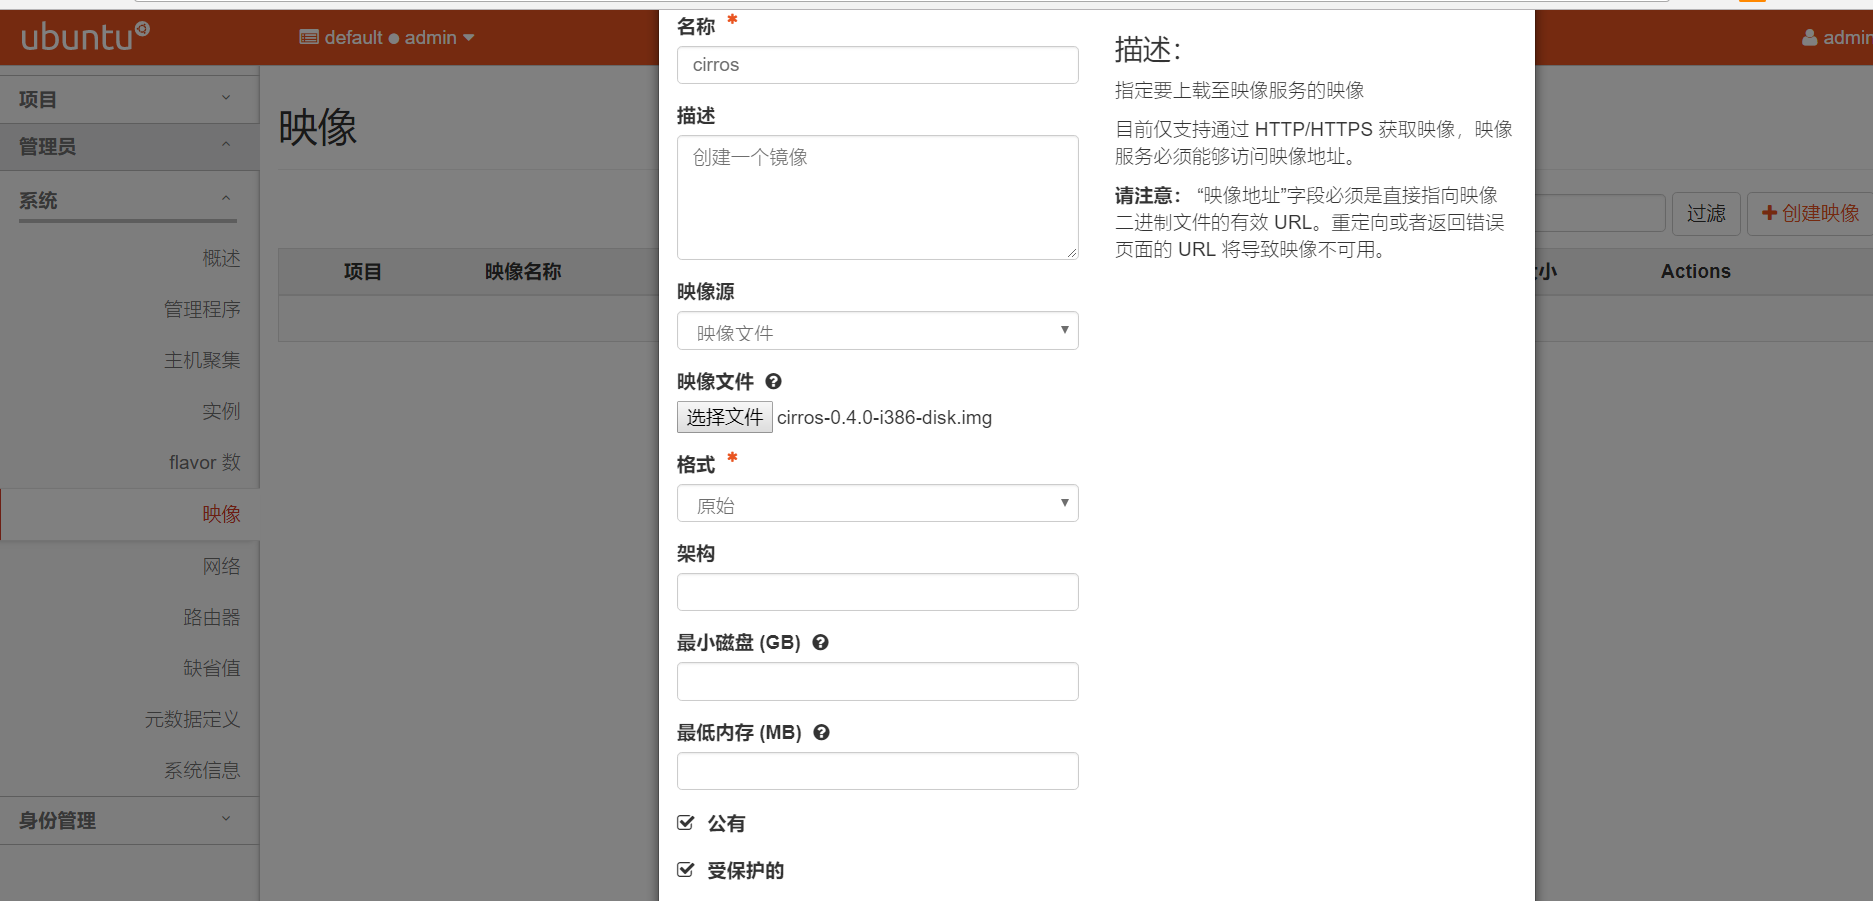 ubuntu
default ● admin
admin
项目
管理员
系统
概述
管理程序
主机聚集
实例
flavor 数
映像
网络
路由器
缺省值
元数据定义
系统信息
身份管理
映像
过滤
创建映像
项目
映像名称
小
Actions
名称 *
cirros
描述
创建一个镜像
映像源
映像文件
映像文件
选择文件 cirros-0.4.0-i386-disk.img
格式 *
原始
架构
最小磁盘 (GB)
最低内存 (MB)
公有
受保护的
描述：
指定要上载至映像服务的映像
目前仅支持通过 HTTP/HTTPS 获取映像，映像
服务必须能够访问映像地址。
请注意： “映像地址”字段必须是直接指向映像
二进制文件的有效 URL。重定向或者返回错误
页面的 URL 将导致映像不可用。